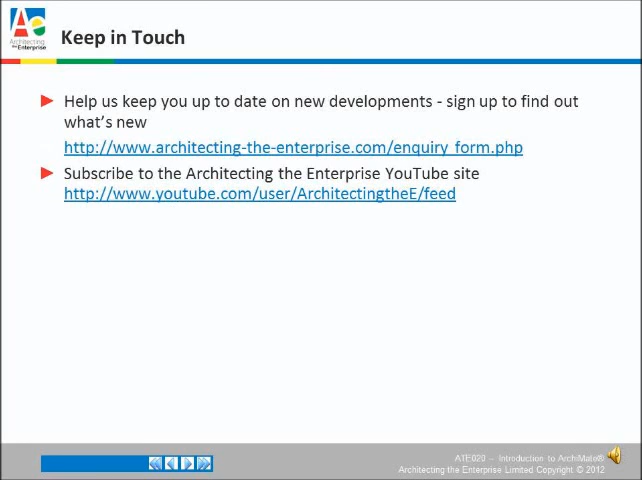 Ae
Architecting
the Enterprise
Keep in Touch
Help us keep you up to date on new developments - sign up to find out
what's new
http://www.architecting-the-enterprise.com/enquiry_form.php
Subscribe to the Architecting the Enterprise YouTube site
http://www.youtube.com/user/ArchitectingtheE/feed
ATE020 – Introduction to ArchiMate®
Architecting the Enterprise Limited Copyright © 2012